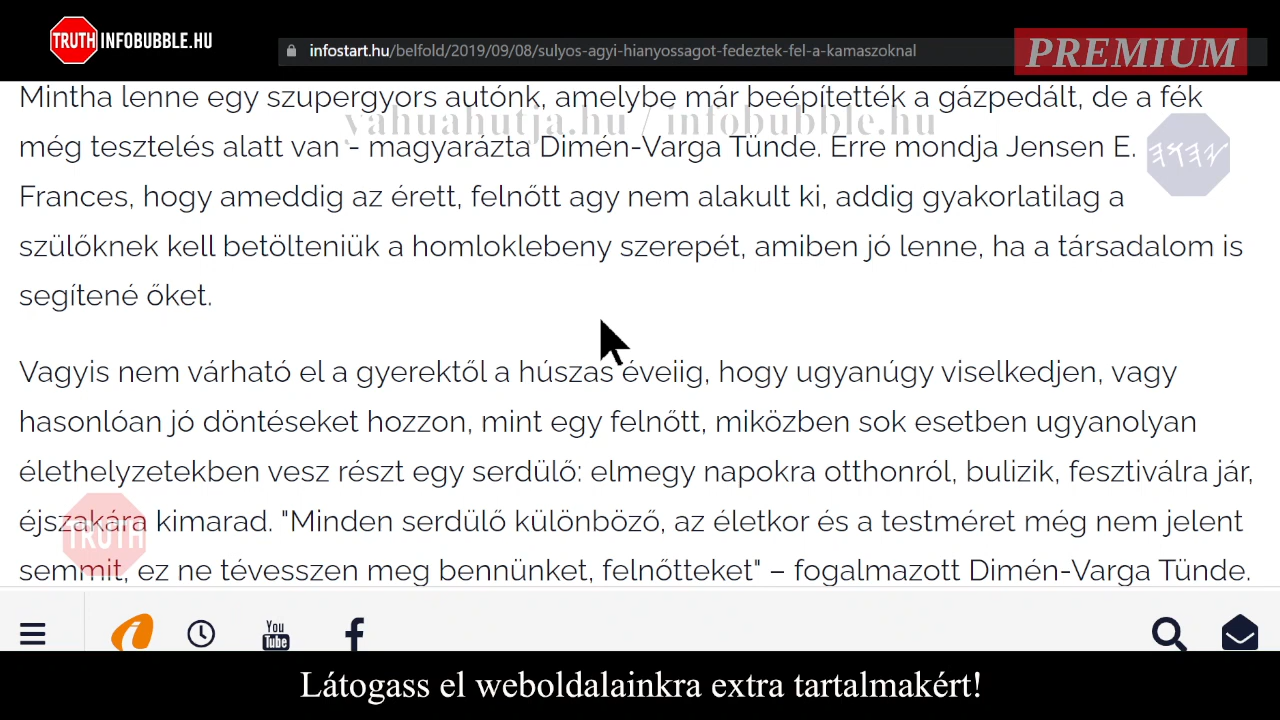 TRUTH INFOBUBBLE.HU
infostart.hu/belfold/2019/09/08/sulyos-agyi-hianyossagot-fedeztek-fel-a-kamaszoknal
PREMIUM
Mintha lenne egy szupergyors autónk, amelybe már beépítették a gázpedált, de a fék
yahuahutja.hu / infobubble.hu
még tesztelés alatt van - magyarázta Dimén-Varga Tünde. Erre mondja Jensen E.
Frances, hogy ameddig az érett, felnőtt agy nem alakult ki, addig gyakorlatilag a
szülőknek kell betölteniük a homloklebeny szerepét, amiben jó lenne, ha a társadalom is
segítené őket.
Vagyis nem várható el a gyerektől a húszas éveiig, hogy ugyanúgy viselkedjen, vagy
hasonlóan jó döntéseket hozzon, mint egy felnőtt, miközben sok esetben ugyanolyan
élethelyzetekben vesz részt egy serdülő: elmegy napokra otthonról, bulizik, fesztiválra jár,
éjszakára kimarad. "Minden serdülő különböző, az életkor és a testméret még nem jelent
TRUTH
semmit, ez ne tévesszen meg bennünket, felnőtteket" – fogalmazott Dimén-Varga Tünde.
You
Tube
Látogass el weboldalainkra extra tartalmakért!